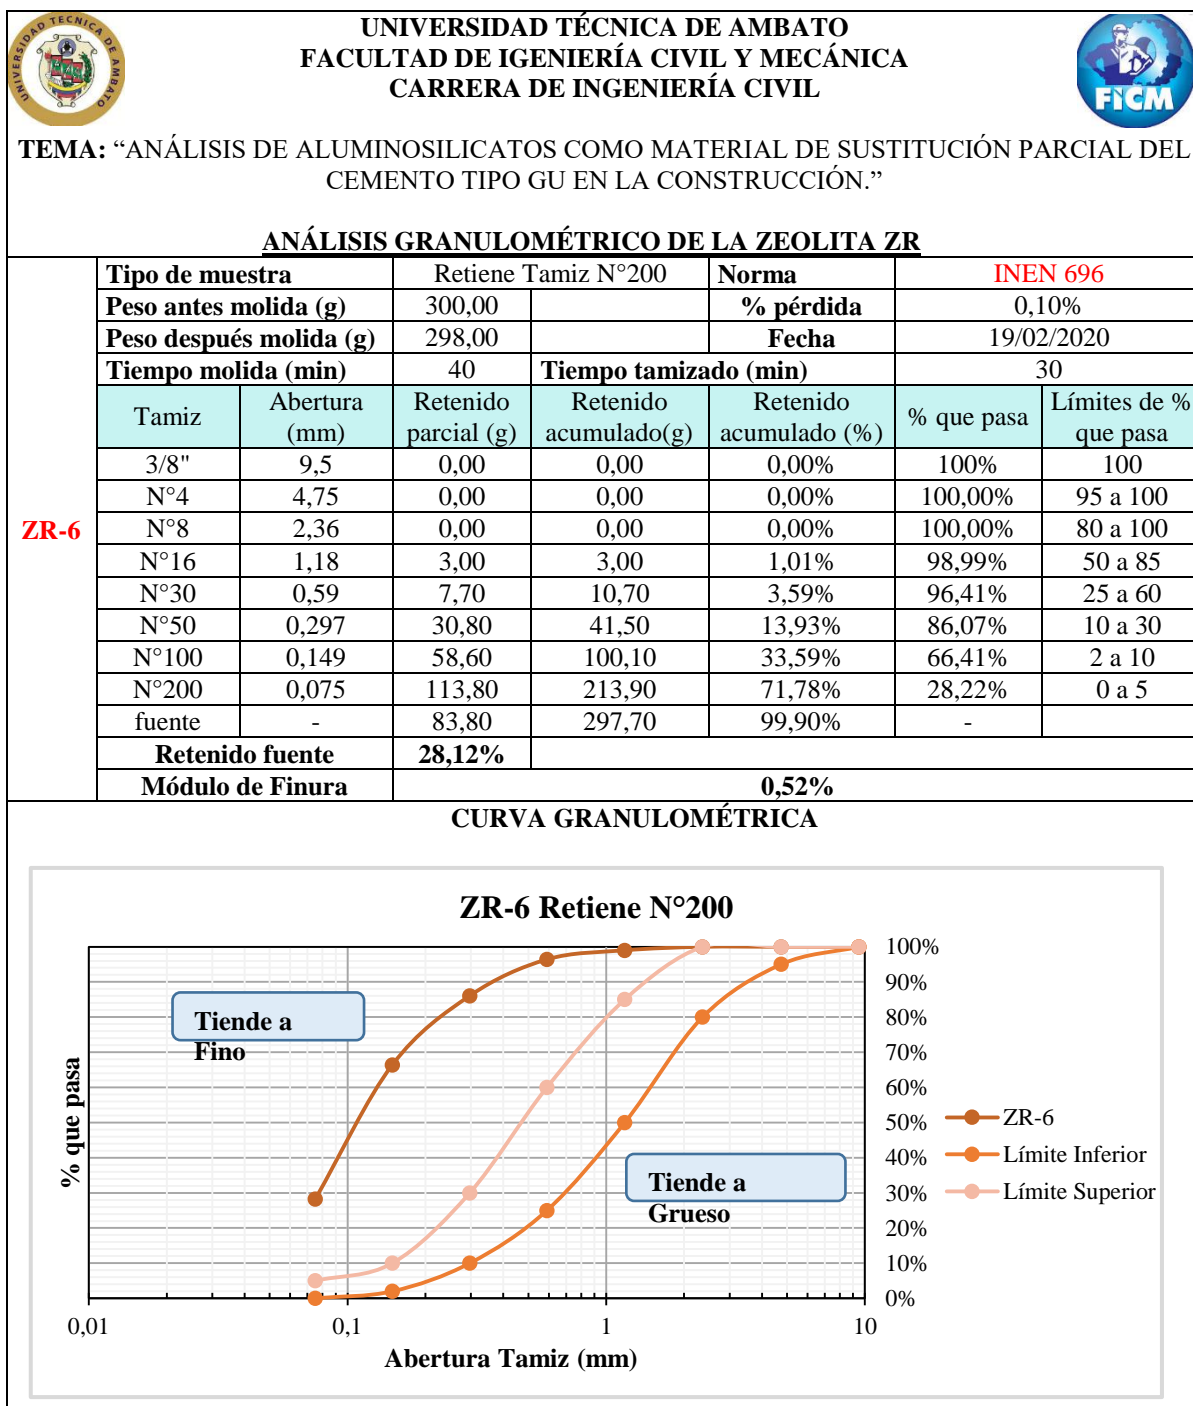 UNIVERSIDAD TECNICA DE AMBATO
UNIVERSIDAD TÉCNICA DE AMBATO
FACULTAD DE IGENIERÍA CIVIL Y MECÁNICA
CARRERA DE INGENIERÍA CIVIL
FICM
TEMA: “ANÁLISIS DE ALUMINOSILICATOS COMO MATERIAL DE SUSTITUCIÓN PARCIAL DEL
CEMENTO TIPO GU EN LA CONSTRUCCIÓN.”
ANÁLISIS GRANULOMÉTRICO DE LA ZEOLITA ZR
ZR-6
Tipo de muestra Retiene Tamiz N°200 Norma INEN 696
Peso antes molida (g) 300,00 % pérdida 0,10%
Peso después molida (g) 298,00 Fecha 19/02/2020
Tiempo molida (min) 40 Tiempo tamizado (min) 30
Tamiz Abertura (mm) Retenido parcial (g) Retenido acumulado(g) Retenido acumulado (%) % que pasa Límites de % que pasa
3/8" 9,5 0,00 0,00 0,00% 100% 100
N°4 4,75 0,00 0,00 0,00% 100,00% 95 a 100
N°8 2,36 0,00 0,00 0,00% 100,00% 80 a 100
N°16 1,18 3,00 3,00 1,01% 98,99% 50 a 85
N°30 0,59 7,70 10,70 3,59% 96,41% 25 a 60
N°50 0,297 30,80 41,50 13,93% 86,07% 10 a 30
N°100 0,149 58,60 100,10 33,59% 66,41% 2 a 10
N°200 0,075 113,80 213,90 71,78% 28,22% 0 a 5
fuente - 83,80 297,70 99,90% -
Retenido fuente 28,12%
Módulo de Finura 0,52%
CURVA GRANULOMÉTRICA
ZR-6 Retiene N°200
100%
90%
80%
70%
60%
50%
40%
30%
20%
10%
0%
Tiende a
Fino
Tiende a
Grueso
% que pasa
ZR-6
Límite Inferior
Límite Superior
0,01 0,1 1 10
Abertura Tamiz (mm)